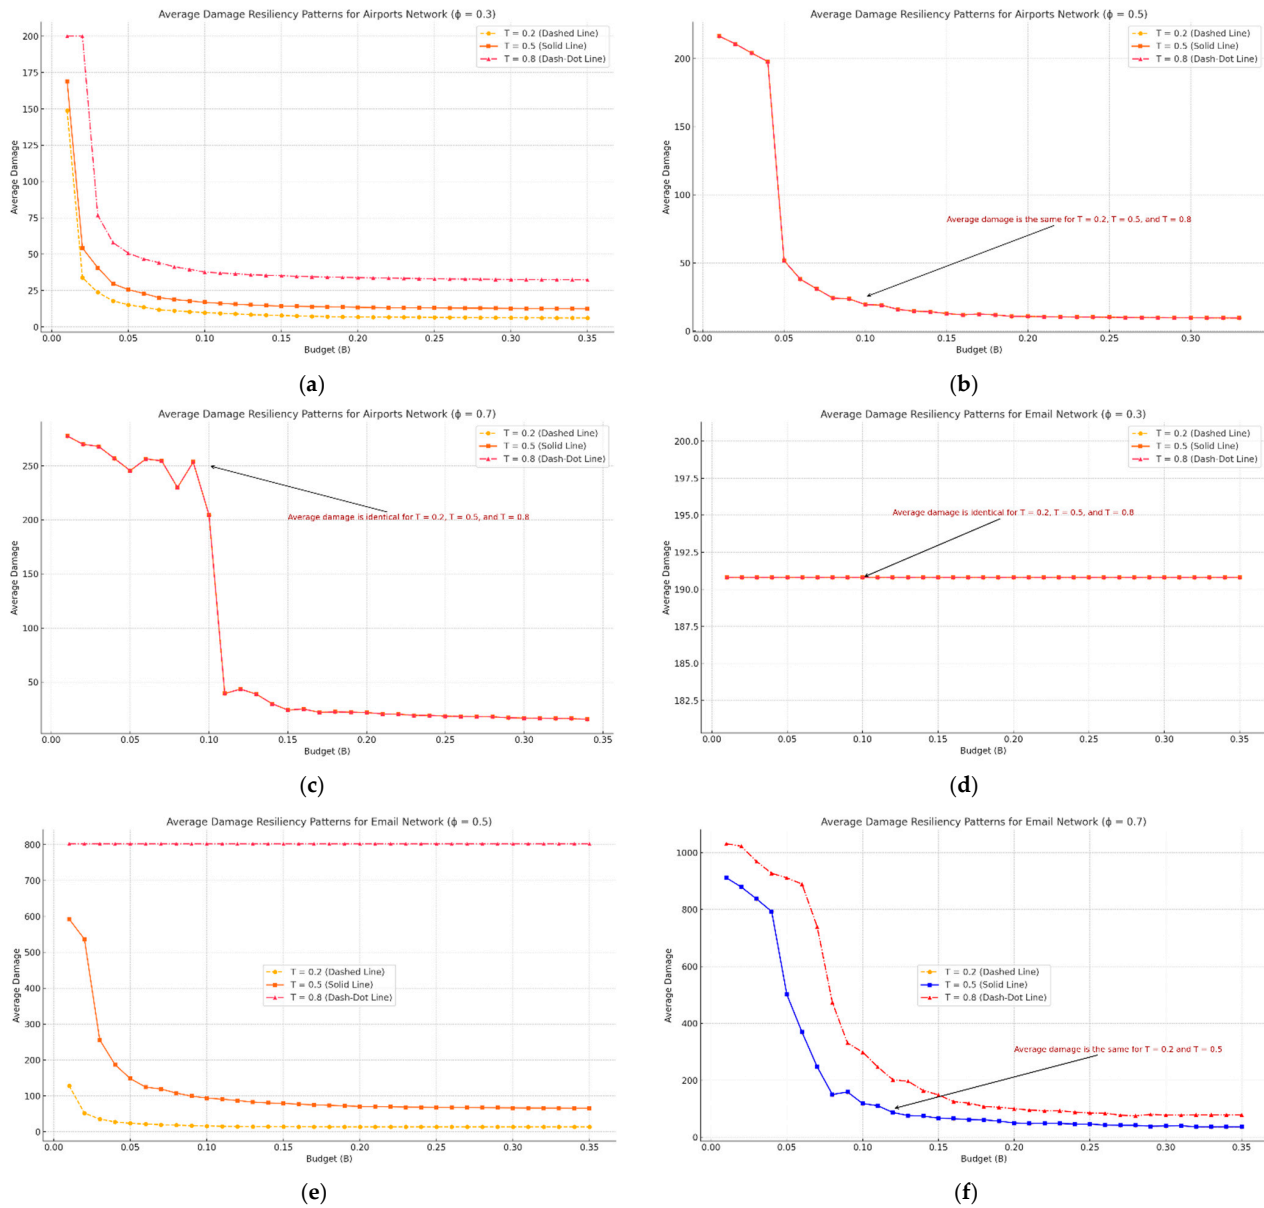 Average Damage Resiliency Patterns for Airports Network (ϕ = 0.3)
T = 0.2 (Dashed Line)
T = 0.5 (Solid Line)
T = 0.8 (Dash-Dot Line)
200
175
150
125
100
75
50
25
0
Average Damage
0.00 0.05 0.10 0.15 0.20 0.25 0.30 0.35
Budget (B)
(a)
Average Damage Resiliency Patterns for Airports Network (ϕ = 0.5)
T = 0.2 (Dashed Line)
T = 0.5 (Solid Line)
T = 0.8 (Dash-Dot Line)
200
150
100
50
0
Average Damage
Average damage is the same for T = 0.2, T = 0.5, and T = 0.8
0.00 0.05 0.10 0.15 0.20 0.25 0.30
Budget (B)
(b)
Average Damage Resiliency Patterns for Airports Network (ϕ = 0.7)
T = 0.2 (Dashed Line)
T = 0.5 (Solid Line)
T = 0.8 (Dash-Dot Line)
250
200
150
100
50
Average Damage
Average damage is identical for T = 0.2, T = 0.5, and T = 0.8
0.00 0.05 0.10 0.15 0.20 0.25 0.30 0.35
Budget (B)
(c)
Average Damage Resiliency Patterns for Email Network (ϕ = 0.3)
T = 0.2 (Dashed Line)
T = 0.5 (Solid Line)
T = 0.8 (Dash-Dot Line)
200.0
197.5
195.0
192.5
190.0
187.5
185.0
182.5
Average Damage
Average damage is identical for T = 0.2, T = 0.5, and T = 0.8
0.00 0.05 0.10 0.15 0.20 0.25 0.30 0.35
Budget (B)
(d)
Average Damage Resiliency Patterns for Email Network (ϕ = 0.5)
800
700
600
500
400
300
200
100
0
Average Damage
T = 0.2 (Dashed Line)
T = 0.5 (Solid Line)
T = 0.8 (Dash-Dot Line)
0.00 0.05 0.10 0.15 0.20 0.25 0.30 0.35
Budget (B)
(e)
Average Damage Resiliency Patterns for Email Network (ϕ = 0.7)
1000
800
600
400
200
0
Average Damage
T = 0.2 (Dashed Line)
T = 0.5 (Solid Line)
T = 0.8 (Dash-Dot Line)
Average damage is the same for T = 0.2 and T = 0.5
0.00 0.05 0.10 0.15 0.20 0.25 0.30 0.35
Budget (B)
(f)